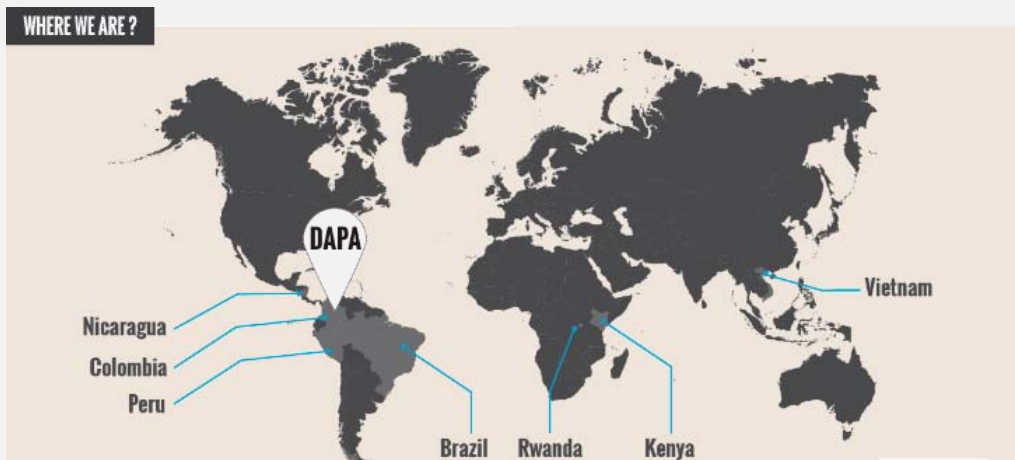 WHERE WE ARE ?
DAPA
Nicaragua
Colombia
Peru
Brazil
Rwanda
Kenya
Vietnam